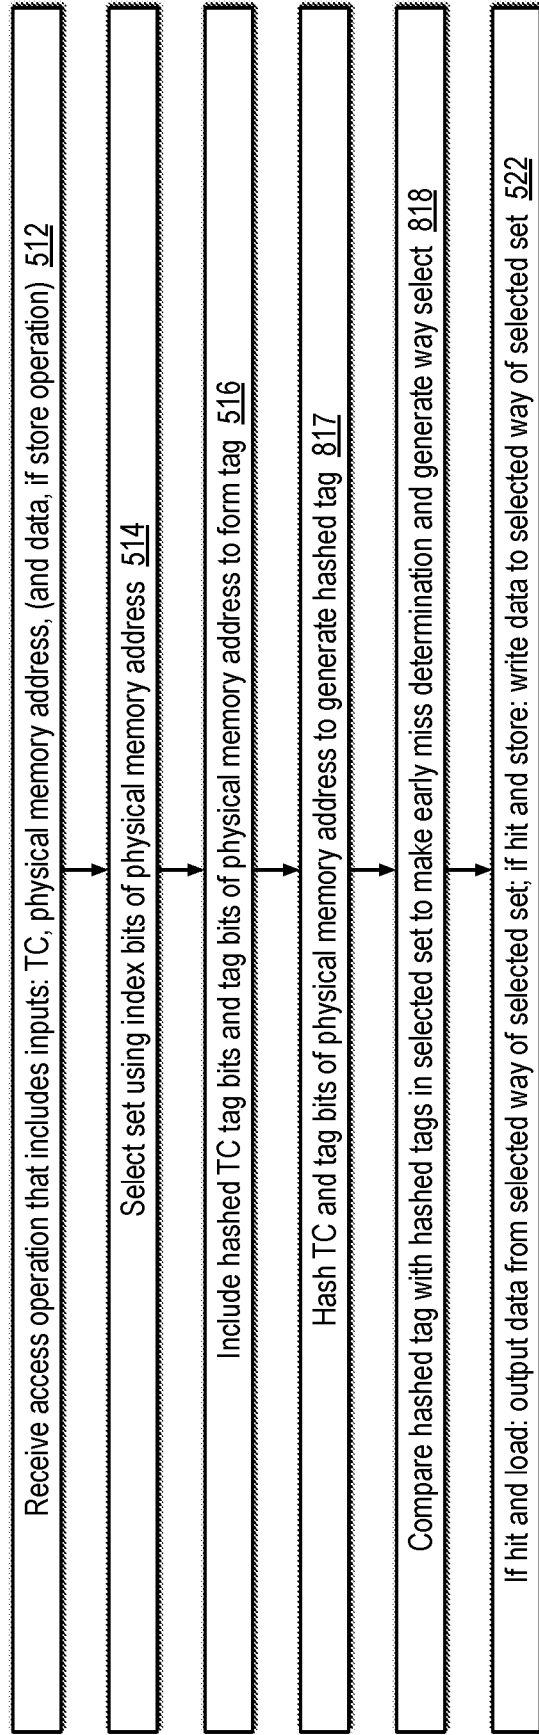 Receive access operation that includes inputs: TC, physical memory address, (and data, if store operation) 512
Select set using index bits of physical memory address 514
Include hashed TC tag bits and tag bits of physical memory address to form tag 516
Hash TC and tag bits of physical memory address to generate hashed tag 817
Compare hashed tag with hashed tags in selected set to make early miss determination and generate way select 818
If hit and load: output data from selected way of selected set; if hit and store: write data to selected way of selected set 522